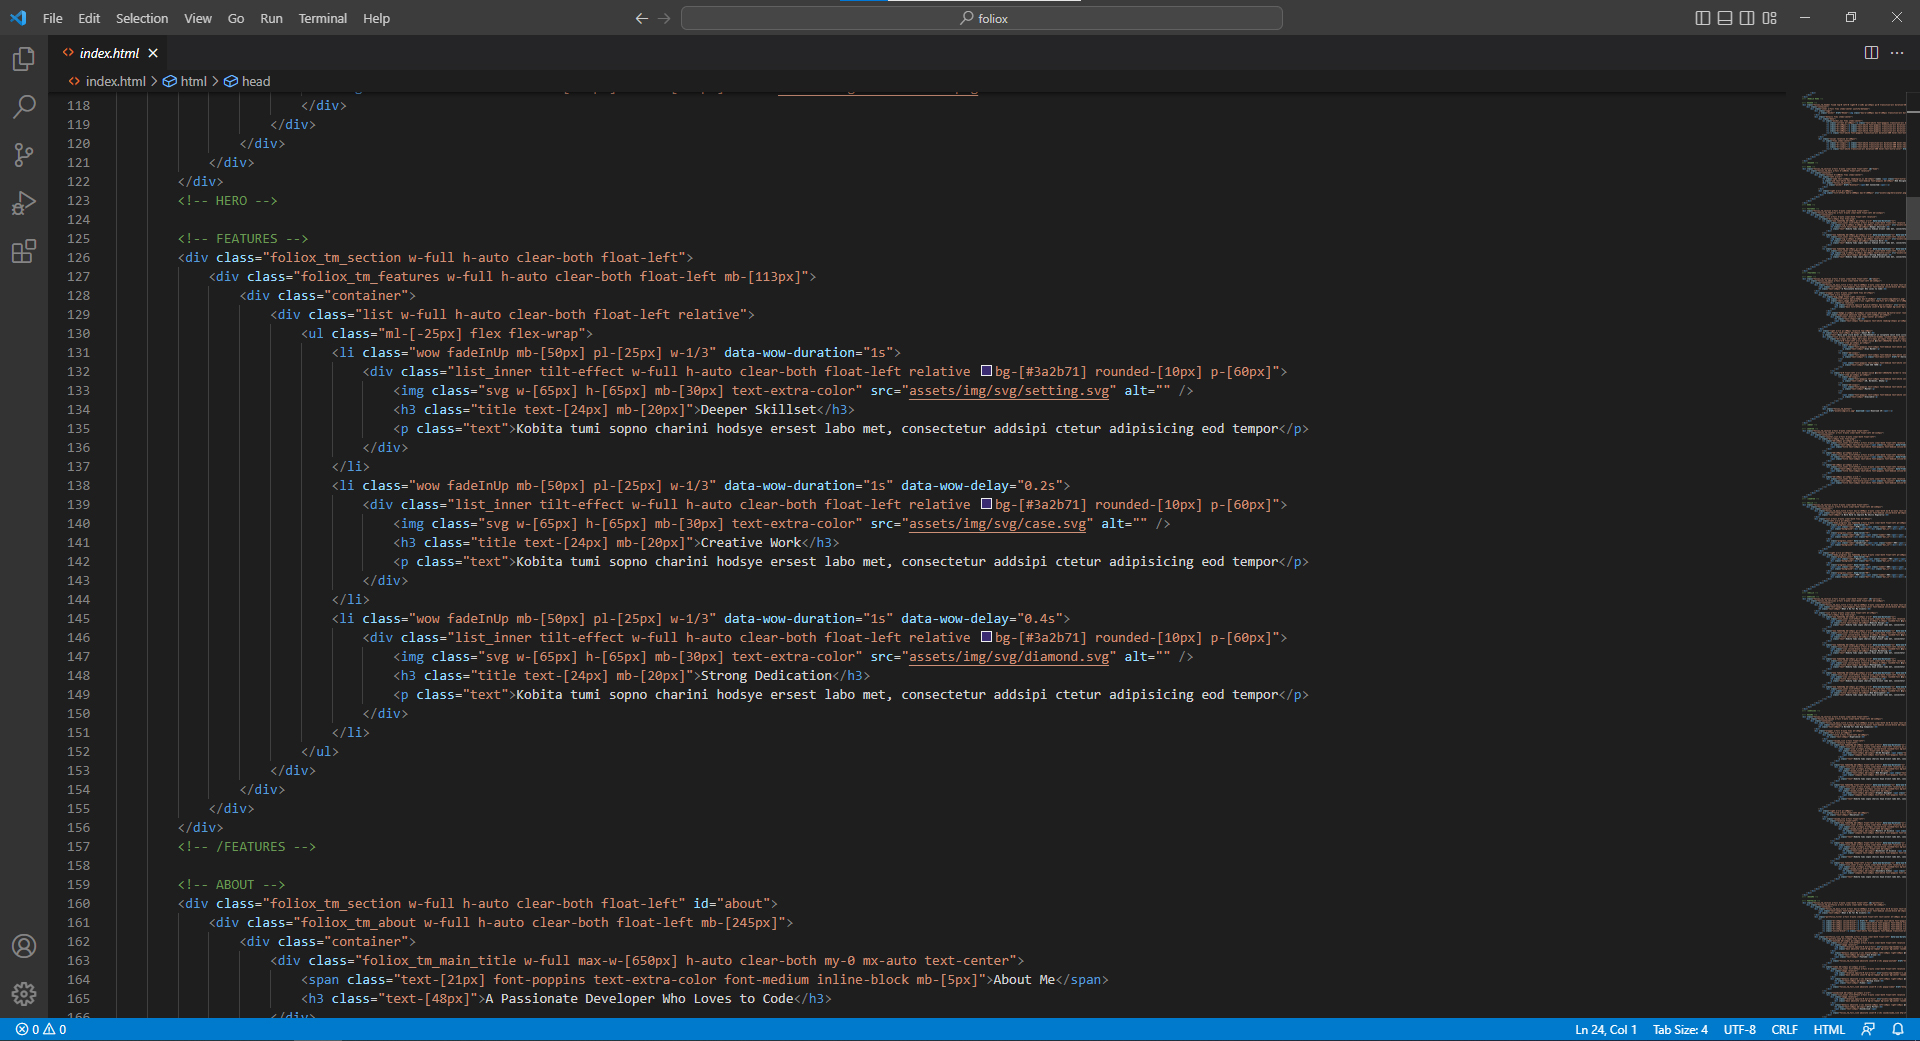 File Edit Selection View Go Run Terminal Help
foliox
index.html
index.html > html > head
118 </div>
119 </div>
120 </div>
121 </div>
122 </div>
123 <!-- HERO -->
124
125 <!-- FEATURES -->
126 <div class="foliox_tm_section w-full h-auto clear-both float-left">
127 <div class="foliox_tm_features w-full h-auto clear-both float-left mb-[113px]">
128 <div class="container">
129 <div class="list w-full h-auto clear-both float-left relative">
130 <ul class="ml-[-25px] flex flex-wrap">
131 <li class="wow fadeInUp mb-[50px] pl-[25px] w-1/3" data-wow-duration="1s">
132 <div class="list_inner tilt-effect w-full h-auto clear-both float-left relative bg-[#3a2b71] rounded-[10px] p-[60px]">
133 <img class="svg w-[65px] h-[65px] mb-[30px] text-extra-color" src="assets/img/svg/setting.svg" alt="" />
134 <h3 class="title text-[24px] mb-[20px]">Deeper Skillset</h3>
135 <p class="text">Kobita tumi sopno charini hodsye ersest labo met, consectetur addsipi ctetur adipisicing eod tempor</p>
136 </div>
137 </li>
138 <li class="wow fadeInUp mb-[50px] pl-[25px] w-1/3" data-wow-duration="1s" data-wow-delay="0.2s">
139 <div class="list_inner tilt-effect w-full h-auto clear-both float-left relative bg-[#3a2b71] rounded-[10px] p-[60px]">
140 <img class="svg w-[65px] h-[65px] mb-[30px] text-extra-color" src="assets/img/svg/case.svg" alt="" />
141 <h3 class="title text-[24px] mb-[20px]">Creative Work</h3>
142 <p class="text">Kobita tumi sopno charini hodsye ersest labo met, consectetur addsipi ctetur adipisicing eod tempor</p>
143 </div>
144 </li>
145 <li class="wow fadeInUp mb-[50px] pl-[25px] w-1/3" data-wow-duration="1s" data-wow-delay="0.4s">
146 <div class="list_inner tilt-effect w-full h-auto clear-both float-left relative bg-[#3a2b71] rounded-[10px] p-[60px]">
147 <img class="svg w-[65px] h-[65px] mb-[30px] text-extra-color" src="assets/img/svg/diamond.svg" alt="" />
148 <h3 class="title text-[24px] mb-[20px]">Strong Dedication</h3>
149 <p class="text">Kobita tumi sopno charini hodsye ersest labo met, consectetur addsipi ctetur adipisicing eod tempor</p>
150 </div>
151 </li>
152 </ul>
153 </div>
154 </div>
155 </div>
156 </div>
157 <!-- /FEATURES -->
158
159 <!-- ABOUT -->
160 <div class="foliox_tm_section w-full h-auto clear-both float-left" id="about">
161 <div class="foliox_tm_about w-full h-auto clear-both float-left mb-[245px]">
162 <div class="container">
163 <div class="foliox_tm_main_title w-full max-w-[650px] h-auto clear-both my-0 mx-auto text-center">
164 <span class="text-[21px] font-poppins text-extra-color font-medium inline-block mb-[5px]">About Me</span>
165 <h3 class="text-[48px]">A Passionate Developer Who Loves to Code</h3>
166 </div>
0 0
Ln 24, Col 1 Tab Size: 4 UTF-8 CRLF HTML